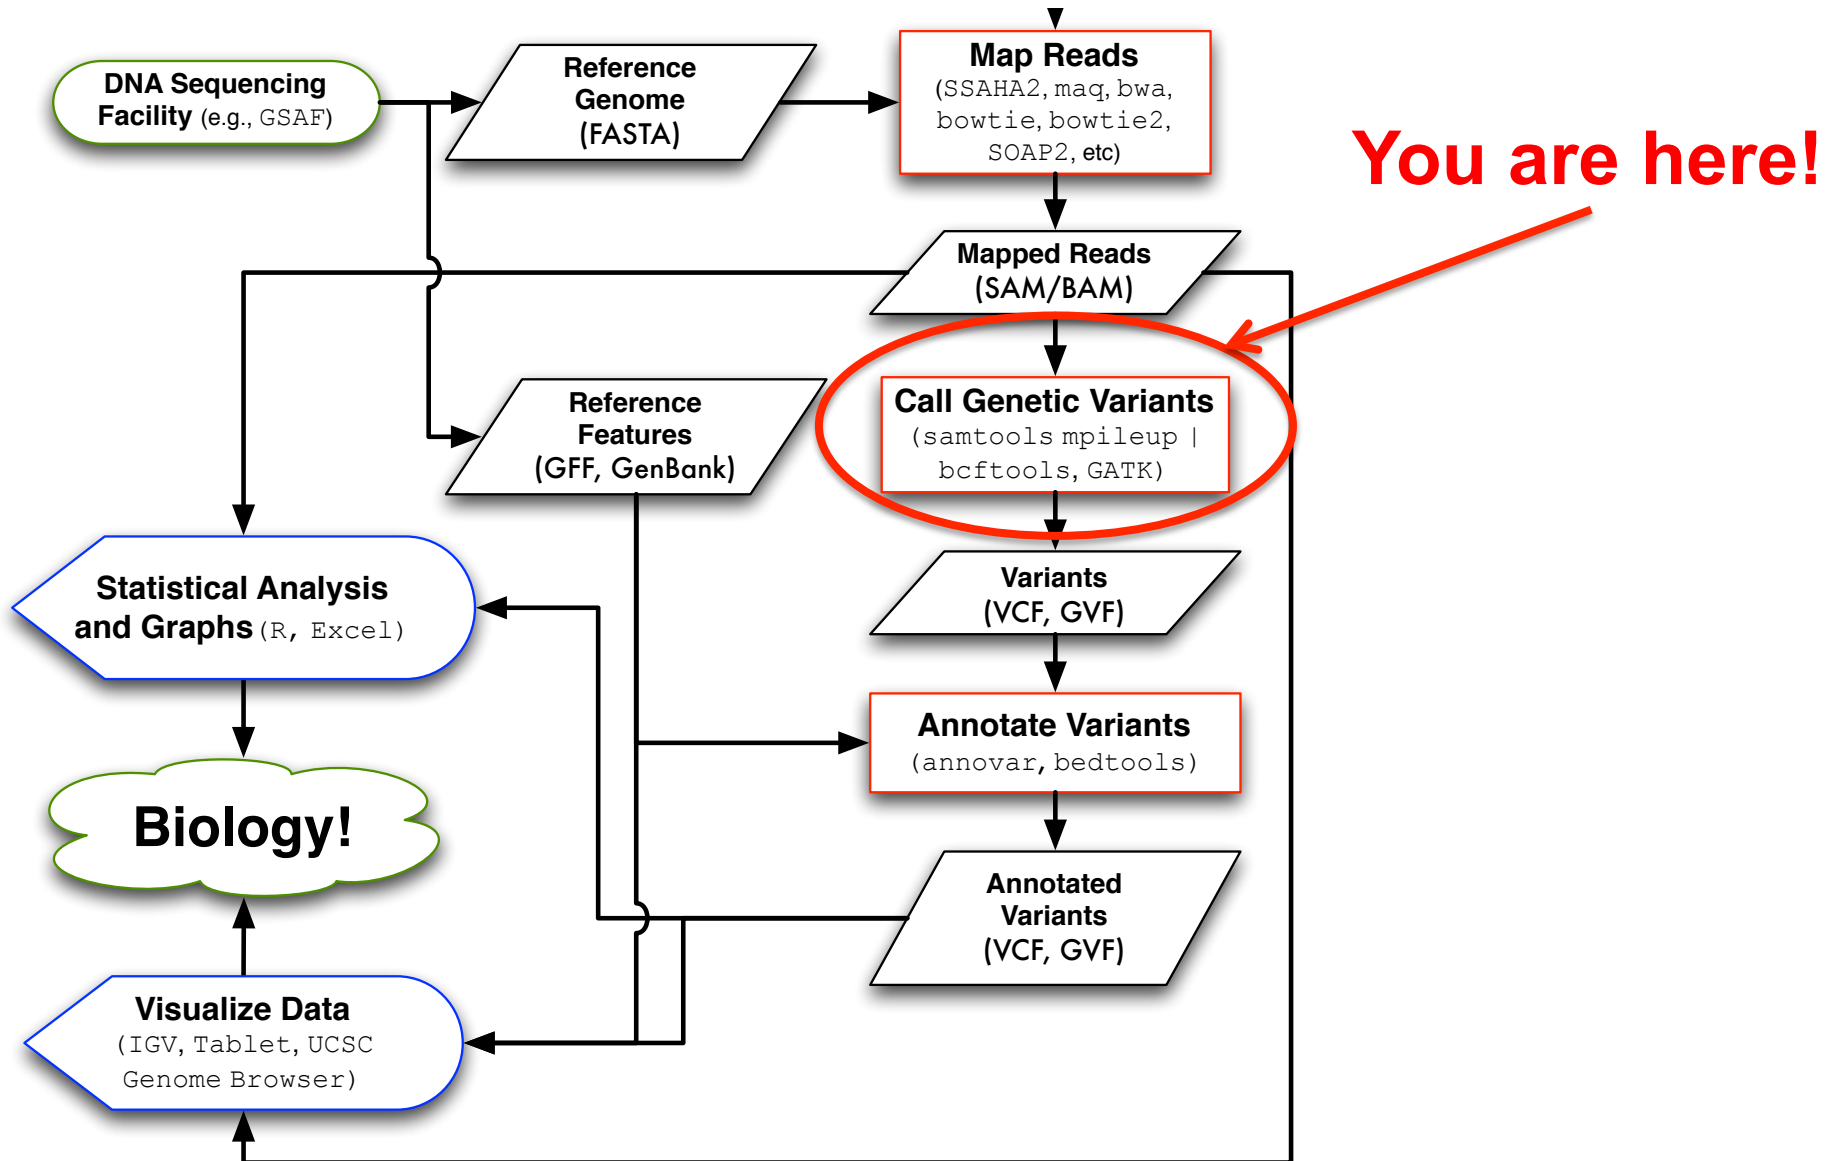 DNA Sequencing
Facility (e.g., GSAF)
Reference
Genome
(FASTA)
Map Reads
(SSAHA2, maq, bwa,
bowtie, bowtie2,
SOAP2, etc)
You are here!
Mapped Reads
(SAM/BAM)
Reference
Features
(GFF, GenBank)
Call Genetic Variants
(samtools mpileup |
bcftools, GATK)
Statistical Analysis
and Graphs (R, Excel)
Variants
(VCF, GVF)
Annotate Variants
(annovar, bedtools)
Biology!
Annotated
Variants
(VCF, GVF)
Visualize Data
(IGV, Tablet, UCSC
Genome Browser)